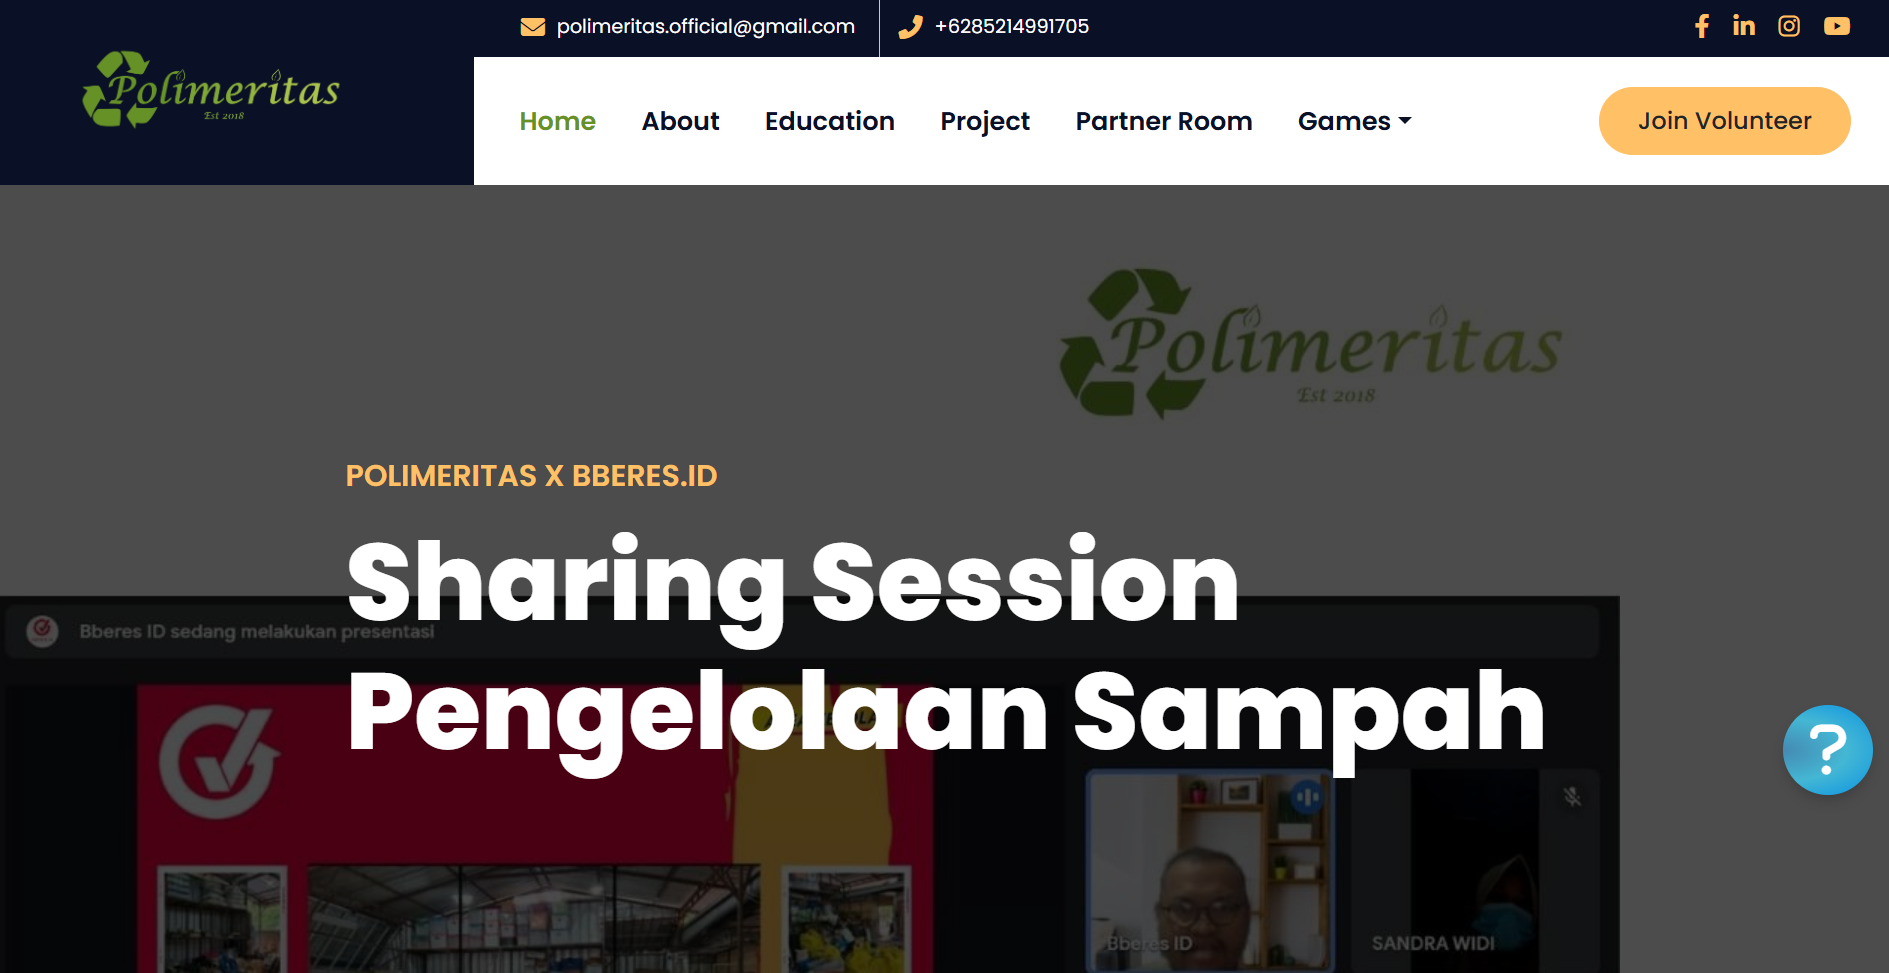 polimeritas.official@gmail.com
+6285214991705
Polimeritas
Est 2018
Home
About
Education
Project
Partner Room
Games
Join Volunteer
Polimeritas
Est 2018
POLIMERITAS X BBERES.ID
Sharing Session
Pengelolaan Sampah
Bberes ID sedang melakukan presentasi
Bberes ID
SANDRA WIDI
?